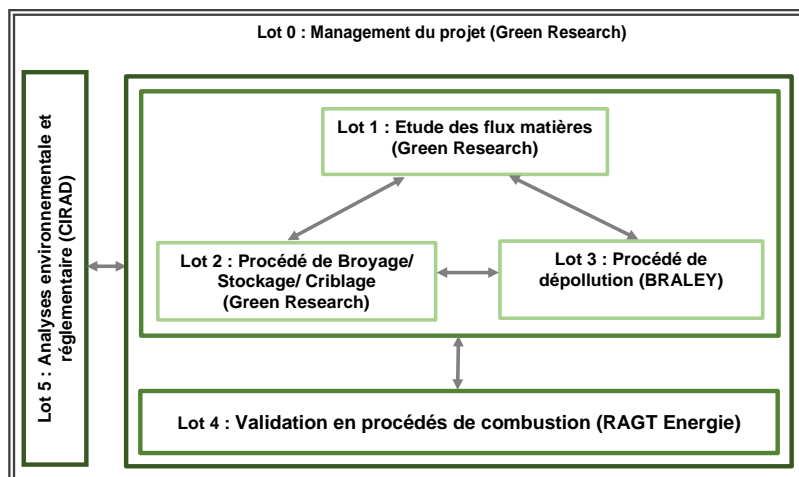 Lot 0 : Management du projet (Green Research)
Lot 5 : Analyses environnementale et
réglementaire (CIRAD)
Lot 1 : Etude des flux matières
(Green Research)
Lot 2 : Procédé de Broyage/
Stockage/ Criblage
(Green Research)
Lot 3 : Procédé de
dépollution (BRALEY)
Lot 4 : Validation en procédés de combustion (RAGT Energie)